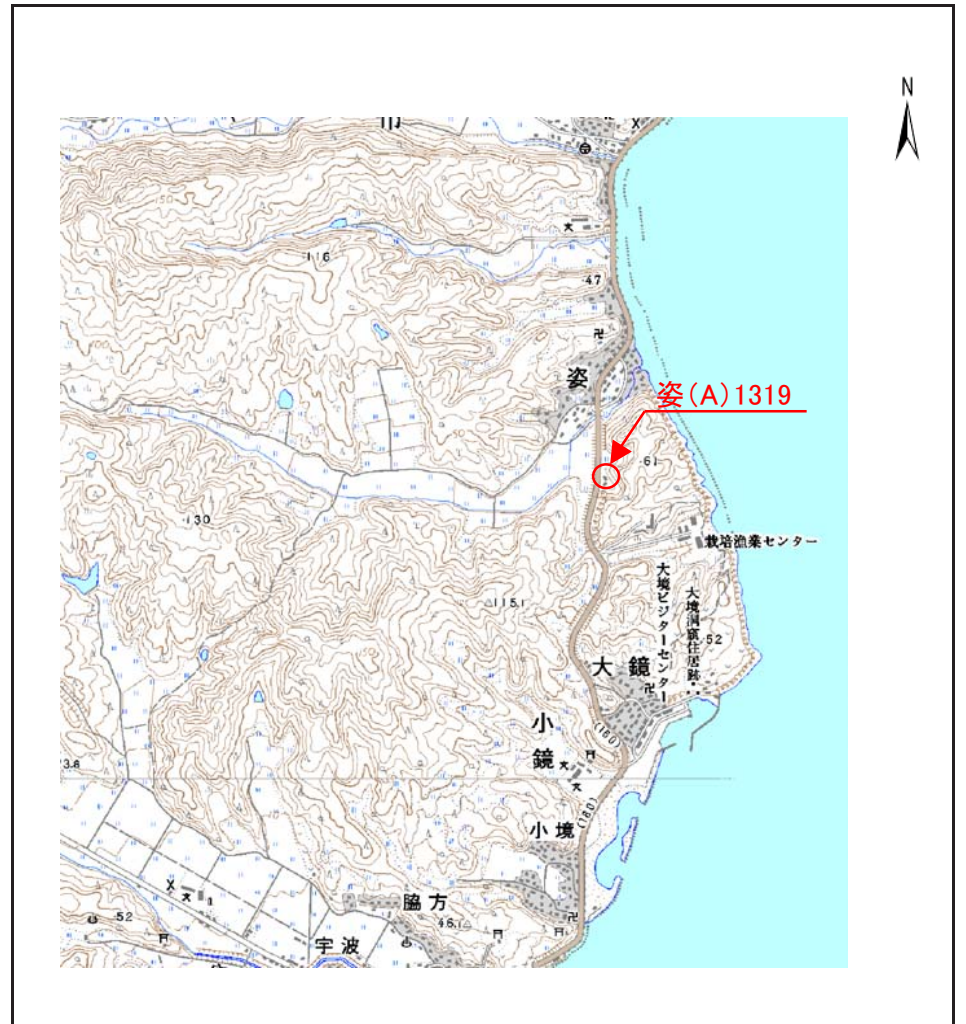 N
市
150
116
47
姿
姿(A)1319
61
130
栽培漁業センター
大境ビジターセンター
大境洞窟住居跡
115.1
52
大鏡
小鏡
(160)
(160)
小境
脇方
46.1
52
宇波